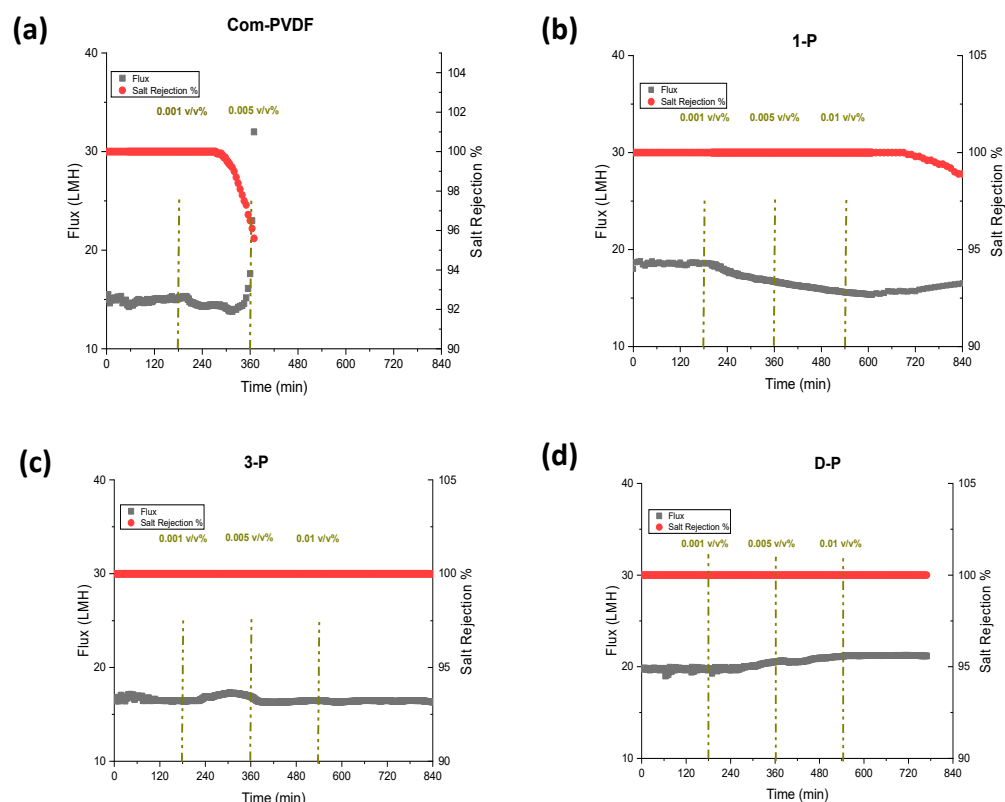 (a)
Com-PVDF
Flux
Salt Rejection %
0.001 v/v%
0.005 v/v%
40
30
20
10
Flux (LMH)
104
102
100
98
96
94
92
90
Salt Rejection %
0
120
240
360
480
600
720
840
Time (min)
(b)
1-P
Flux
Salt Rejection %
0.001 v/v%
0.005 v/v%
0.01 v/v%
40
30
20
10
Flux (LMH)
105
100
95
90
Salt Rejection %
0
120
240
360
480
600
720
840
Time (min)
(c)
3-P
Flux
Salt Rejection %
0.001 v/v%
0.005 v/v%
0.01 v/v%
40
30
20
10
Flux (LMH)
105
100
95
90
Salt Rejection %
0
120
240
360
480
600
720
840
Time (min)
(d)
D-P
Flux
Salt Rejection %
0.001 v/v%
0.005 v/v%
0.01 v/v%
40
30
20
10
Flux (LMH)
105
100
95
90
Salt Rejection %
0
120
240
360
480
600
720
840
Time (min)